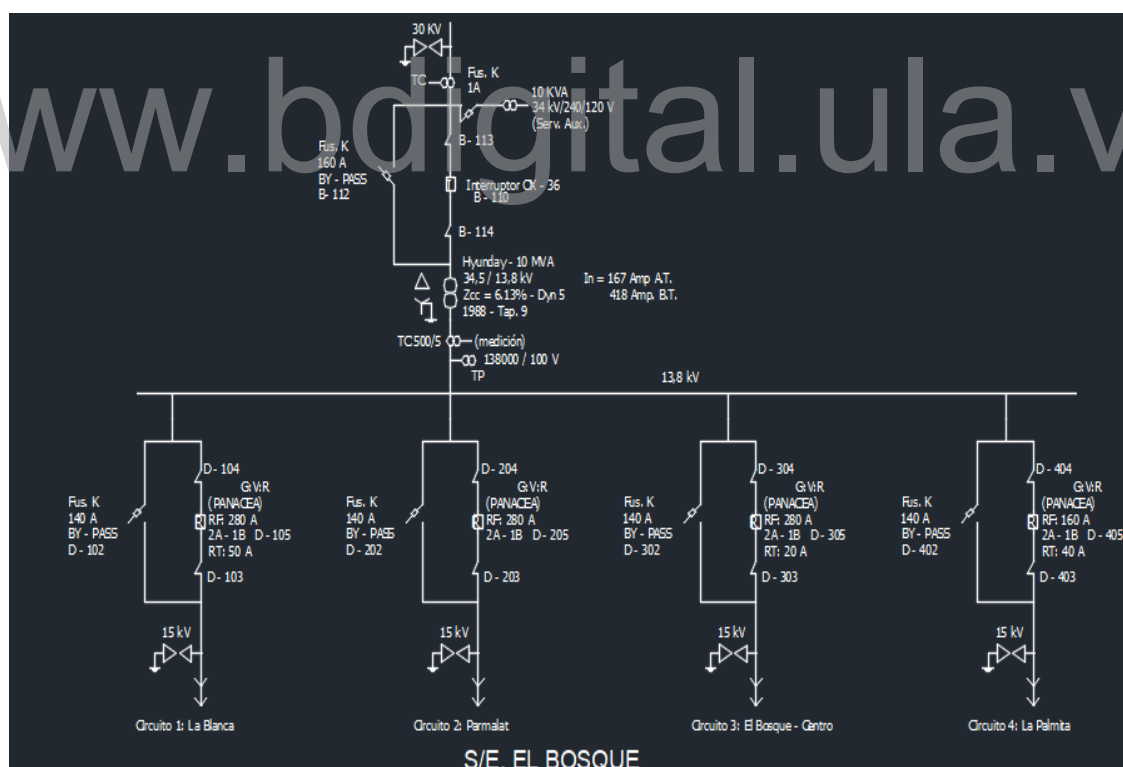 30 KV
TC
Fus. K
1A
10 KVA
34 kV/240/120 V
(Serv. Aux.)
www.bdigital.ula.v
B- 113
Fus. K
160 A
BY - PASS
B- 112
Interruptor OX - 36
B - 110
B - 114
Hyunday - 10 MVA
34,5 / 13,8 kV
Zcc = 6.13% - Dyn 5
1988 - Tap. 9
In = 167 Amp A.T.
418 Amp. B.T.
TC 500/5
(medición)
138000 / 100 V
TP
13,8 kV
D - 104
G:V:R
(PANACEA)
RF: 280 A
2A - 1B D - 105
RT: 50 A
D - 103
Fus. K
140 A
BY - PASS
D - 102
15 kV
Circuito 1: La Blanca
D - 204
G:V:R
(PANACEA)
RF: 280 A
2A - 1B D - 205
D - 203
Fus. K
140 A
BY - PASS
D - 202
15 kV
Circuito 2: Parmalat
D - 304
G:V:R
(PANACEA)
RF: 280 A
2A - 1B D - 305
RT: 20 A
D - 303
Fus. K
140 A
BY - PASS
D - 302
15 kV
Circuito 3: El Bosque - Centro
D - 404
G:V:R
(PANACEA)
RF: 160 A
2A - 1B D - 405
RT: 40 A
D - 403
Fus. K
140 A
BY - PASS
D - 402
15 kV
Circuito 4: La Palmita
S/E. EL BOSQUE